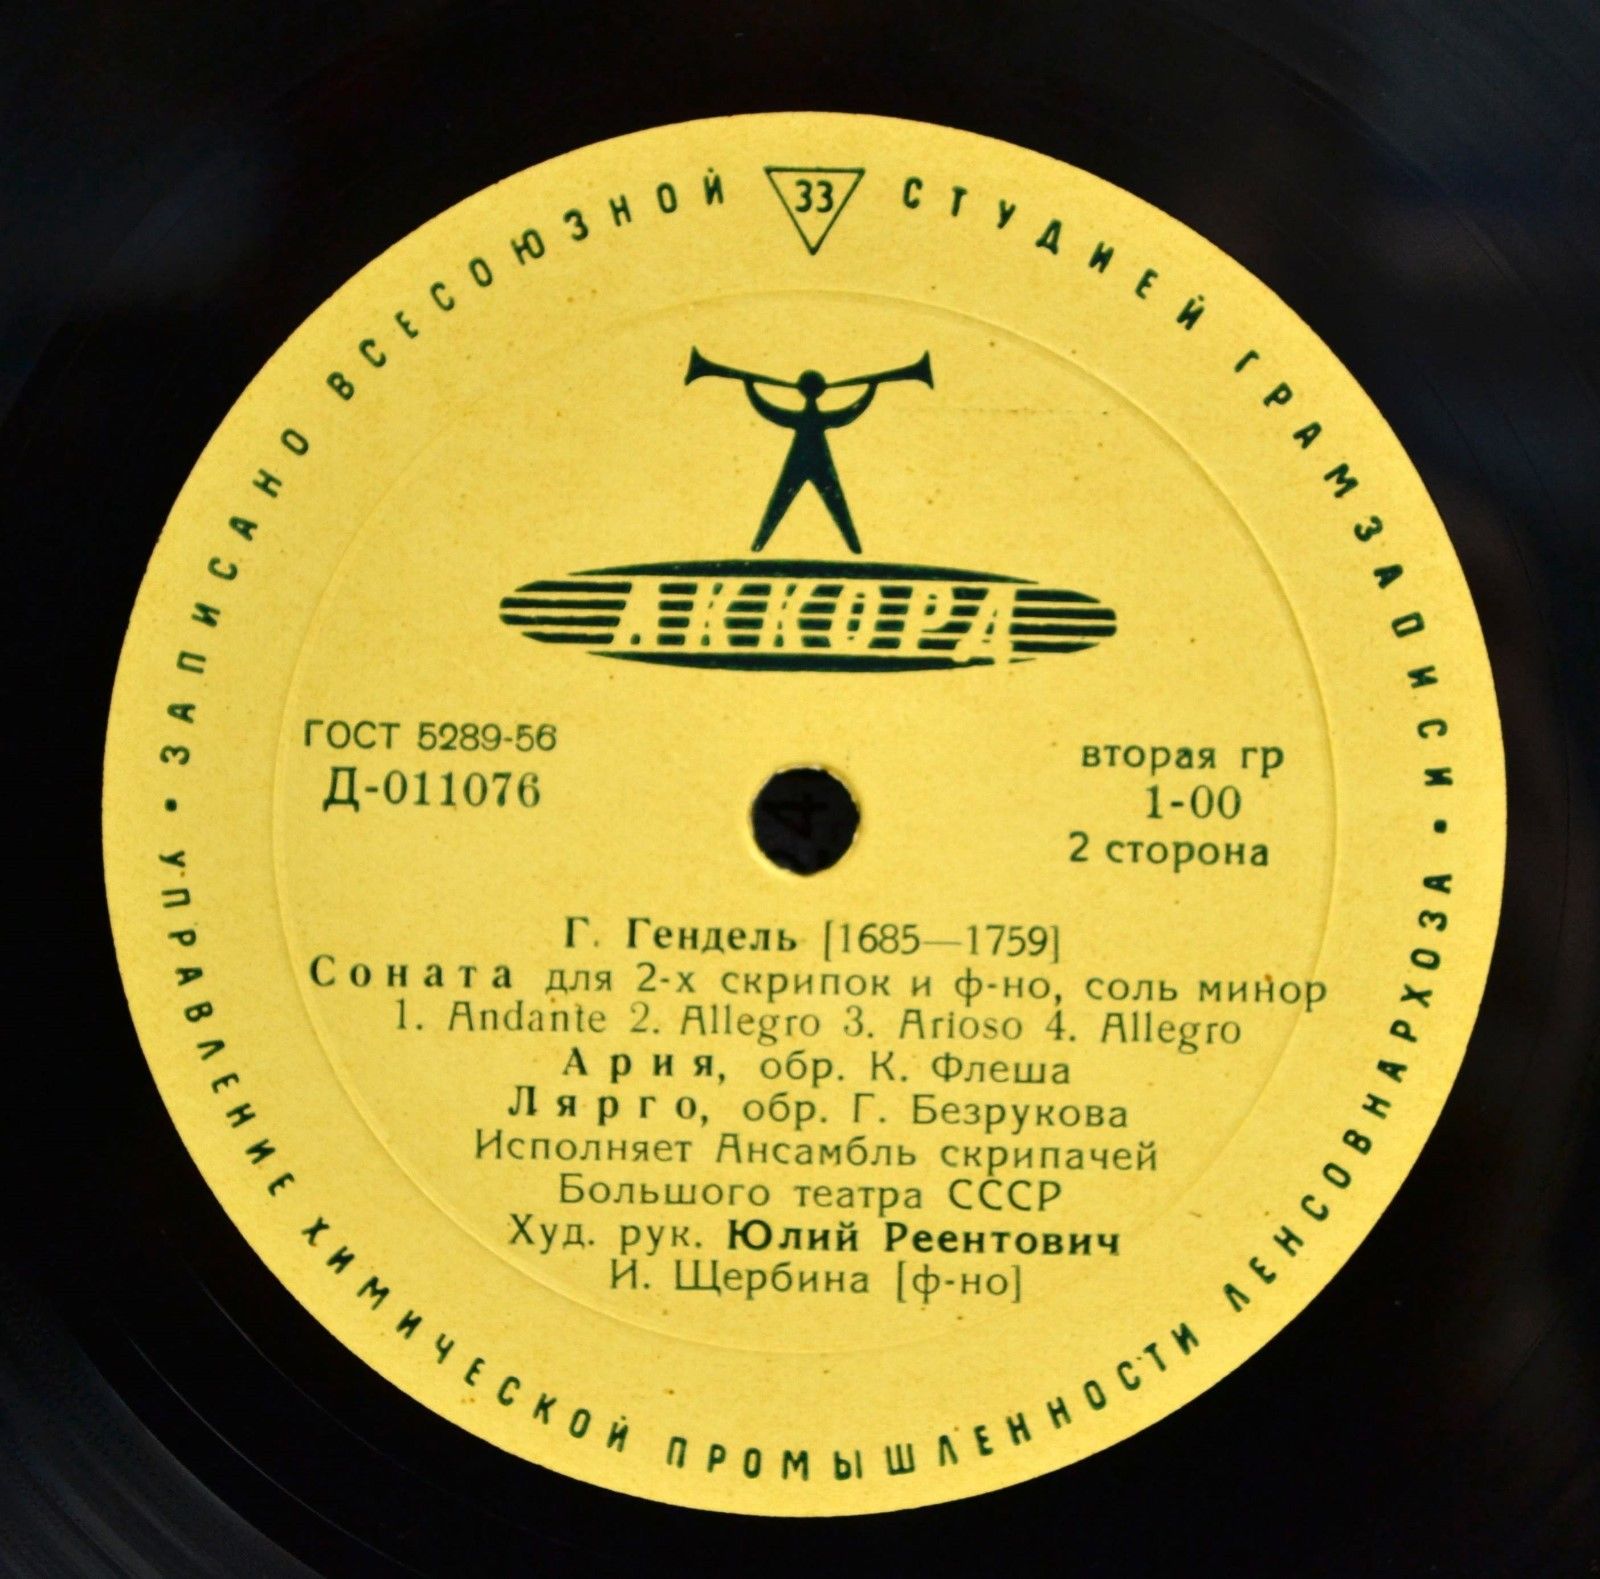 ЗАПИСАНО ВСЕСОЮЗНОЙ СТУДИЕЙ ГРАМЗАПИСИ •
33
АККОРД
ГОСТ 5289-56
Д-011076
вторая гр
1-00
2 сторона
Г. Гендель [1685—1759]
Соната для 2-х скрипок и ф-но, соль минор
1. Andante 2. Allegro 3. Arioso 4. Allegro
Ария, обр. К. Флеша
Лярго, обр. Г. Безрукова
Исполняет Ансамбль скрипачей
Большого театра СССР
Худ. рук. Юлий Реентович
И. Щербина [ф-но]
УПРАВЛЕНИЕ ХИМИЧЕСКОЙ ПРОМЫШЛЕННОСТИ ЛЕНСОВНАРХОЗА •
4